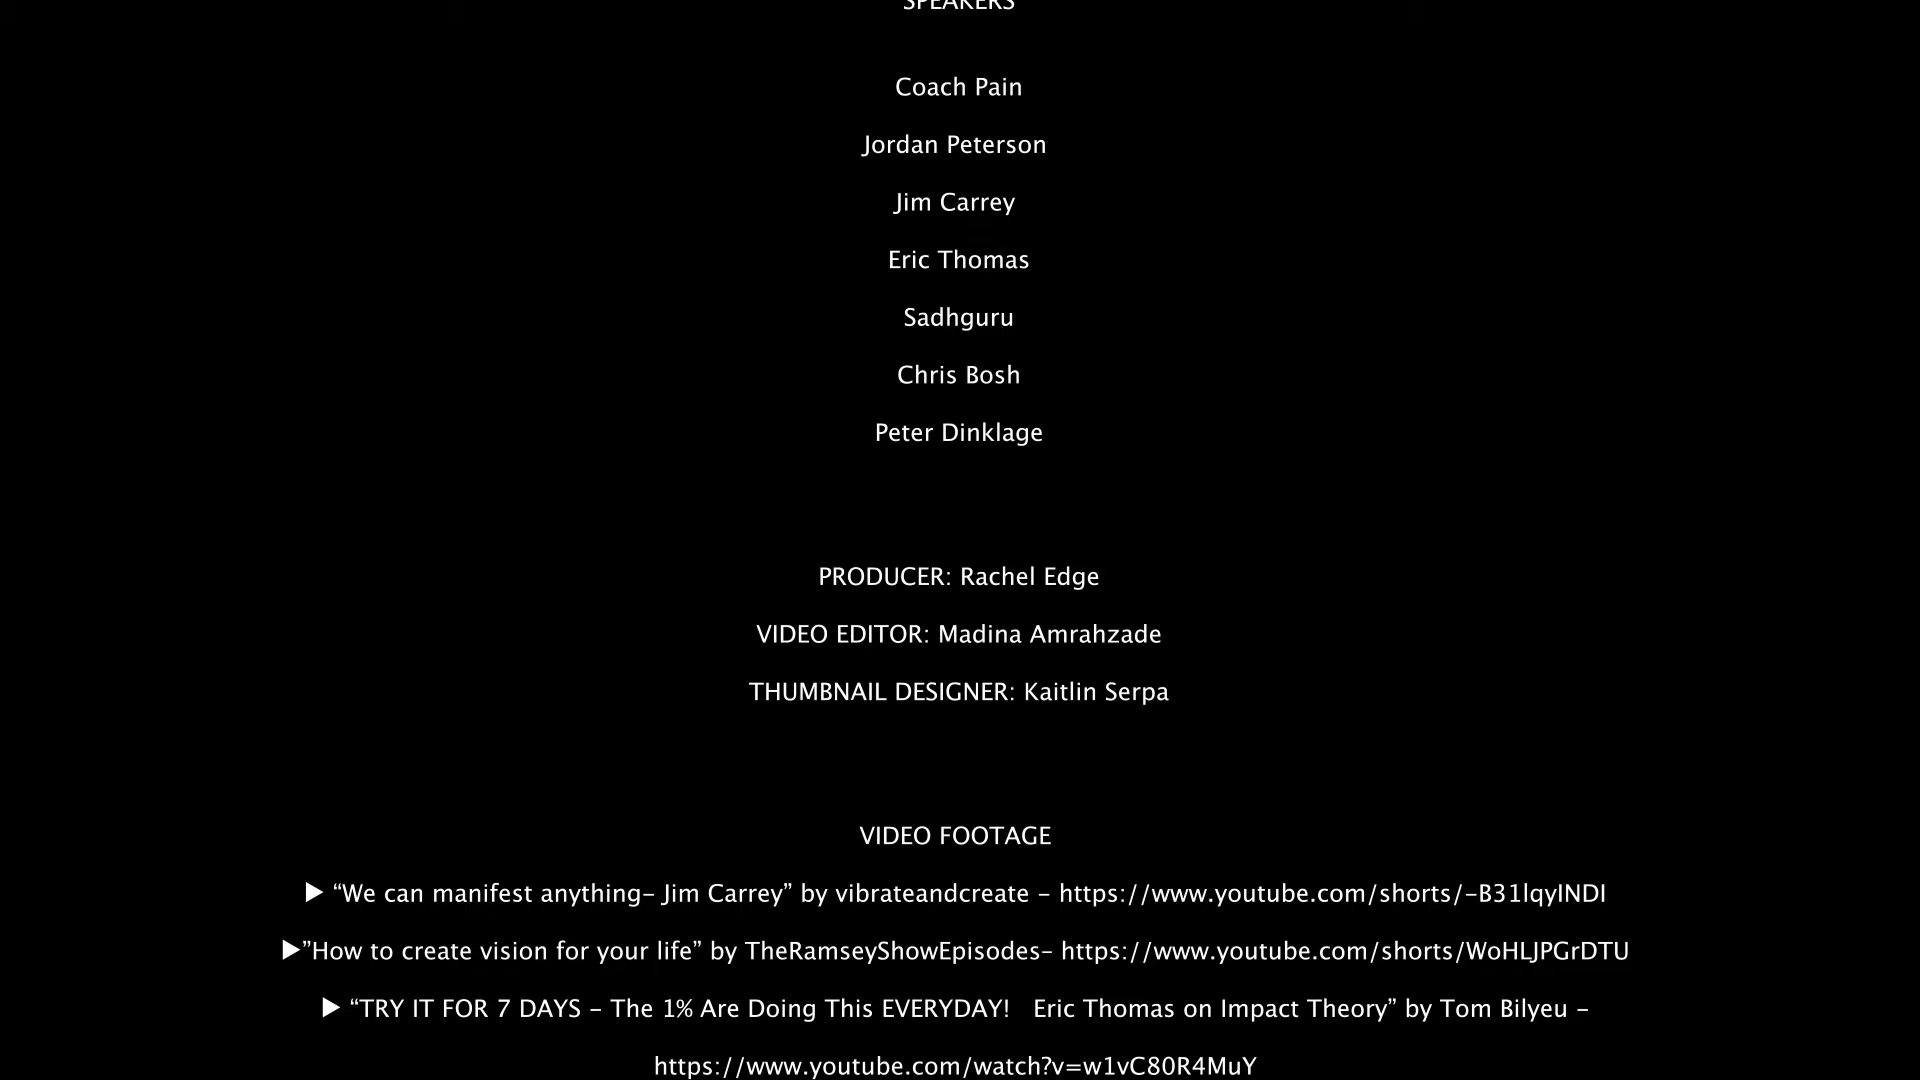 SPEAKERS
Coach Pain
Jordan Peterson
Jim Carrey
Eric Thomas
Sadhguru
Chris Bosh
Peter Dinklage
PRODUCER: Rachel Edge
VIDEO EDITOR: Madina Amrahzade
THUMBNAIL DESIGNER: Kaitlin Serpa
VIDEO FOOTAGE
▶ “We can manifest anything- Jim Carrey” by vibrateandcreate - https://www.youtube.com/shorts/-B31lqyINDI
▶”How to create vision for your life” by TheRamseyShowEpisodes- https://www.youtube.com/shorts/WoHLJPGrDTU
▶ “TRY IT FOR 7 DAYS - The 1% Are Doing This EVERYDAY!   Eric Thomas on Impact Theory” by Tom Bilyeu -
https://www.youtube.com/watch?v=w1vC80R4MuY